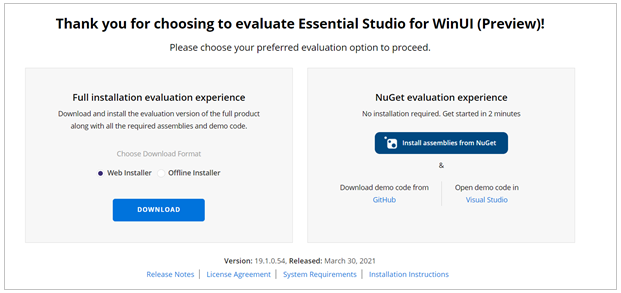 Thank you for choosing to evaluate Essential Studio for WinUI (Preview)!
Please choose your preferred evaluation option to proceed.
Full installation evaluation experience
Download and install the evaluation version of the full product
along with all the required assemblies and demo code.
Choose Download Format
Web Installer Offline Installer
DOWNLOAD
NuGet evaluation experience
No installation required. Get started in 2 minutes
Install assemblies from NuGet
&
Download demo code from
GitHub
Open demo code in
Visual Studio
Version: 19.1.0.54, Released: March 30, 2021
Release Notes | License Agreement | System Requirements | Installation Instructions